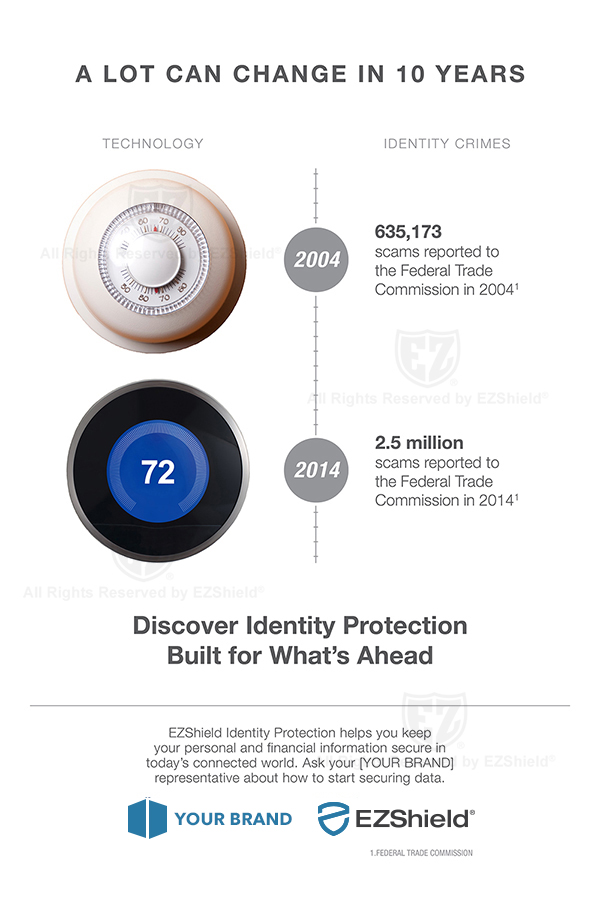 A LOT CAN CHANGE IN 10 YEARS
TECHNOLOGY
IDENTITY CRIMES
60 70
50 80
50 90
50 60 70 80
All Rights Reserved by EZShield®
2004
635,173
scams reported to
the Federal Trade
Commission in 2004¹
EZ®
All Rights Reserved by EZShield®
72
2014
2.5 million
scams reported to
the Federal Trade
Commission in 2014¹
All Rights Reserved by EZShield®
Discover Identity Protection
Built for What's Ahead
EZ
EZShield Identity Protection helps you keep
your personal and financial information secure in
today's connected world. Ask your [YOUR BRAND]
representative about how to start securing data.
by EZShield®
YOUR BRAND
EZShield®
1.FEDERAL TRADE COMMISSION